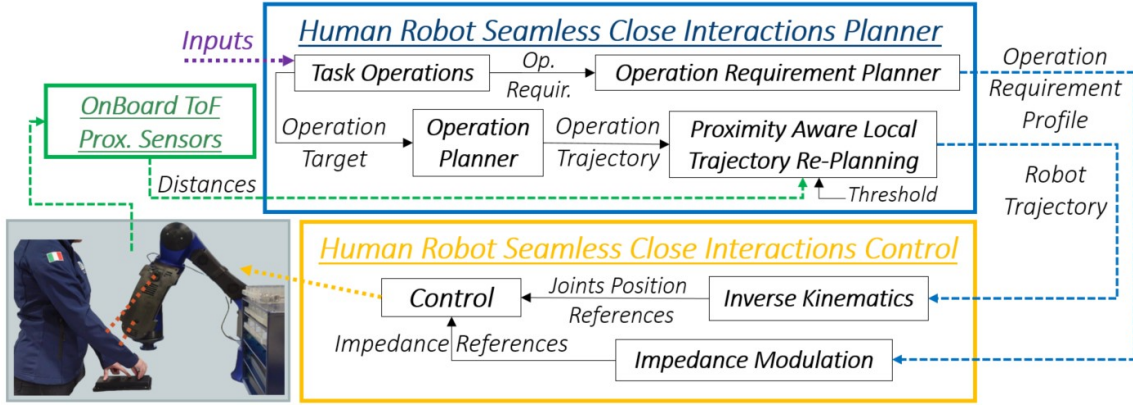 Human Robot Seamless Close Interactions Planner
Inputs
Task Operations
Op.
Requir.
Operation Requirement Planner
Operation
Requirement
Profile
OnBoard ToF
Prox. Sensors
Operation
Target
Operation
Planner
Operation
Trajectory
Proximity Aware Local
Trajectory Re-Planning
Distances
Threshold
Robot
Trajectory
Human Robot Seamless Close Interactions Control
Control
Joints Position
References
Inverse Kinematics
Impedance References
Impedance Modulation